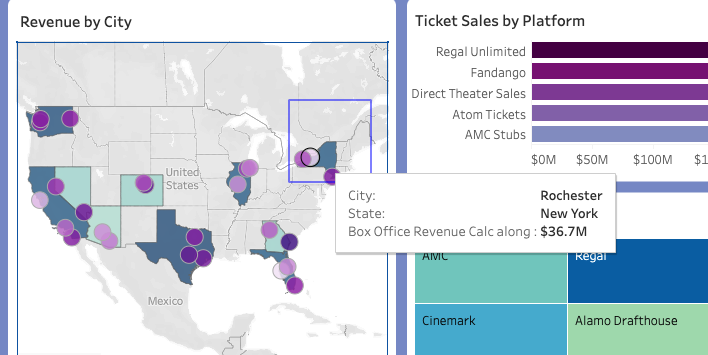 Revenue by City
United
States
Mexico
Ticket Sales by Platform
Regal Unlimited
Fandango
Direct Theater Sales
Atom Tickets
AMC Stubs
$0M $50M $100M $1
City: Rochester
State: New York
Box Office Revenue Calc along : $36.7M
AMC Regal
Cinemark Alamo Drafthouse